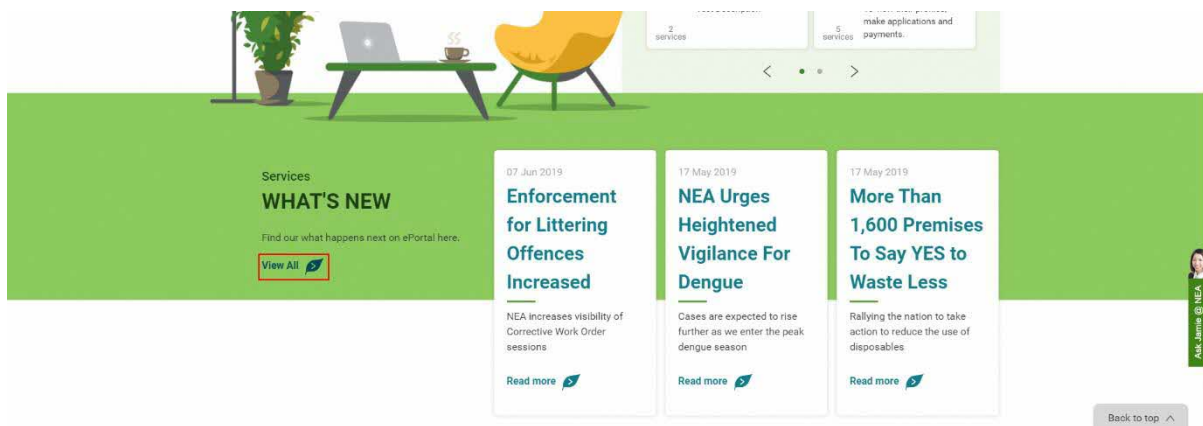 2
services
make applications and
payments.
5
services
Services
WHAT'S NEW
Find our what happens next on ePortal here.
View All
07 Jun 2019
Enforcement
for Littering
Offences
Increased
NEA increases visibility of
Corrective Work Order
sessions
Read more
17 May 2019
NEA Urges
Heightened
Vigilance For
Dengue
Cases are expected to rise
further as we enter the peak
dengue season
Read more
17 May 2019
More Than
1,600 Premises
To Say YES to
Waste Less
Rallying the nation to take
action to reduce the use of
disposables
Read more
Ask Jamie @ NEA
Back to top